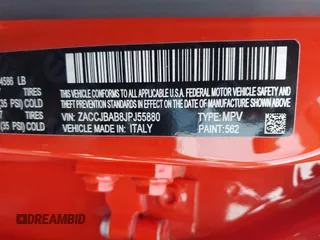 4586 LB
THIS VEHICLE CONFORMS TO ALL APPLICABLE U.S.
FEDERAL MOTOR VEHICLE SAFETY, BUMPER, AND
THEFT PREVENTION STANDARDS IN EFFECT ON THE
DATE OF MANUFACTURE SHOWN ABOVE.
TIRES
(35 PSI) COLD
TIRES
(35 PSI) COLD
VIN: ZACCJBAB8JPJ55880
TYPE: MPV
VEHICLE MADE IN: ITALY
PAINT: 562
DREAMBID